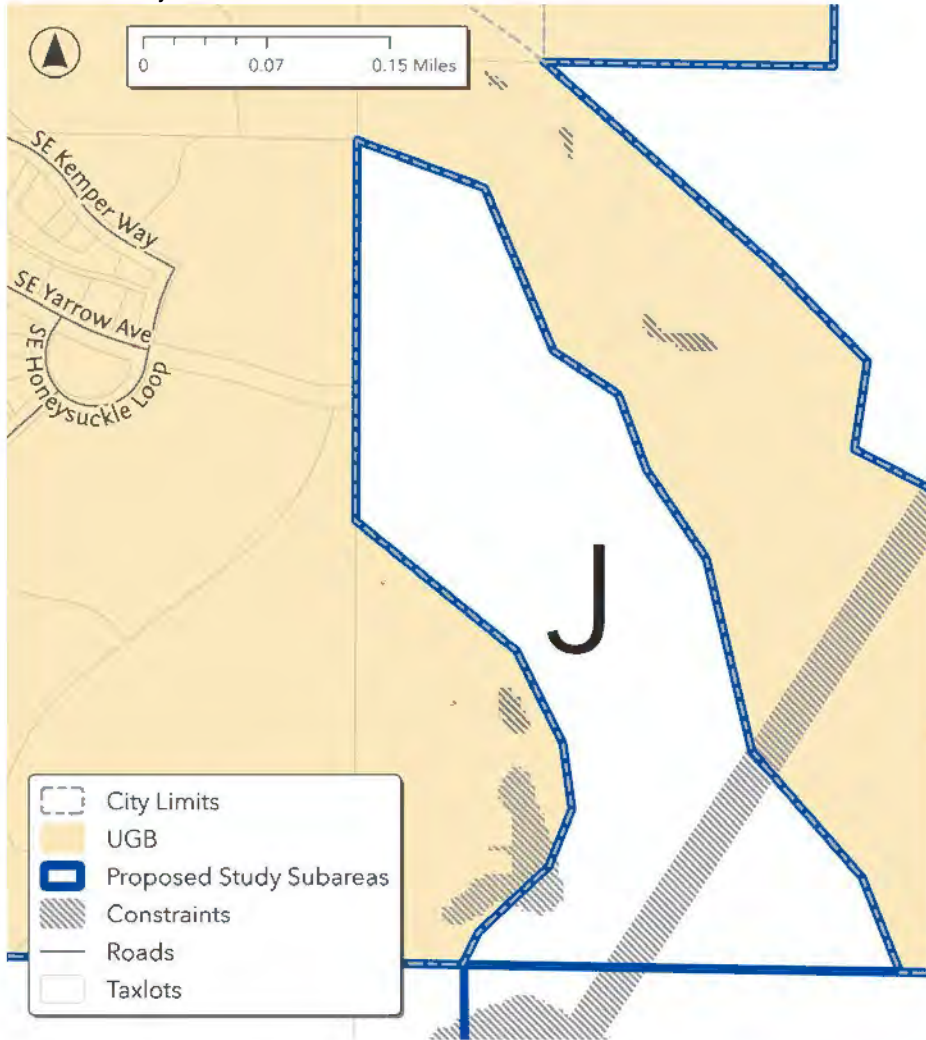 0 0.07 0.15 Miles
SE Kemper Way
SE Yarrow Ave
SE Honeysuckle Loop
J
City Limits
UGB
Proposed Study Subareas
Constraints
Roads
Taxlots